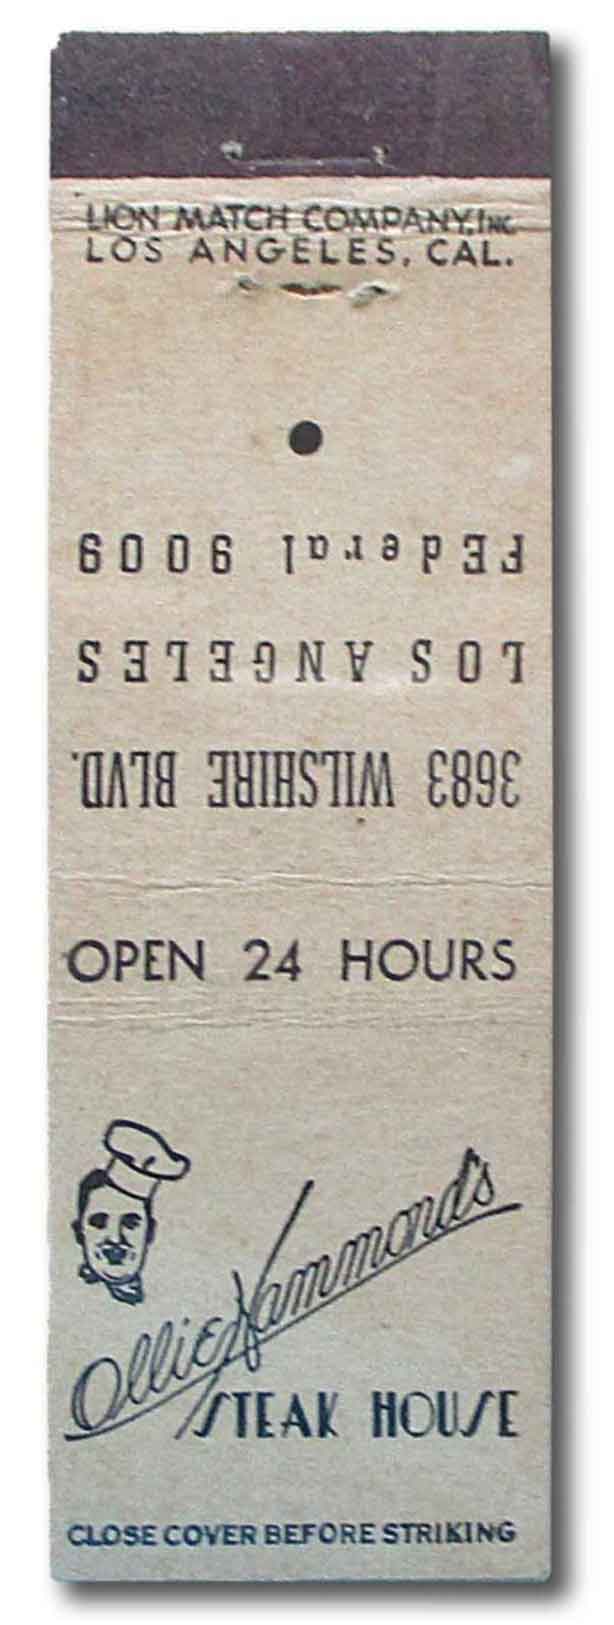 LION MATCH COMPANY. INC.
LOS ANGELES, CAL.
3683 WILSHIRE BLVD.
LOS ANGELES
FEderal 9009
OPEN 24 HOURS
Ollie Hammond's
STEAK HOUSE
CLOSE COVER BEFORE STRIKING